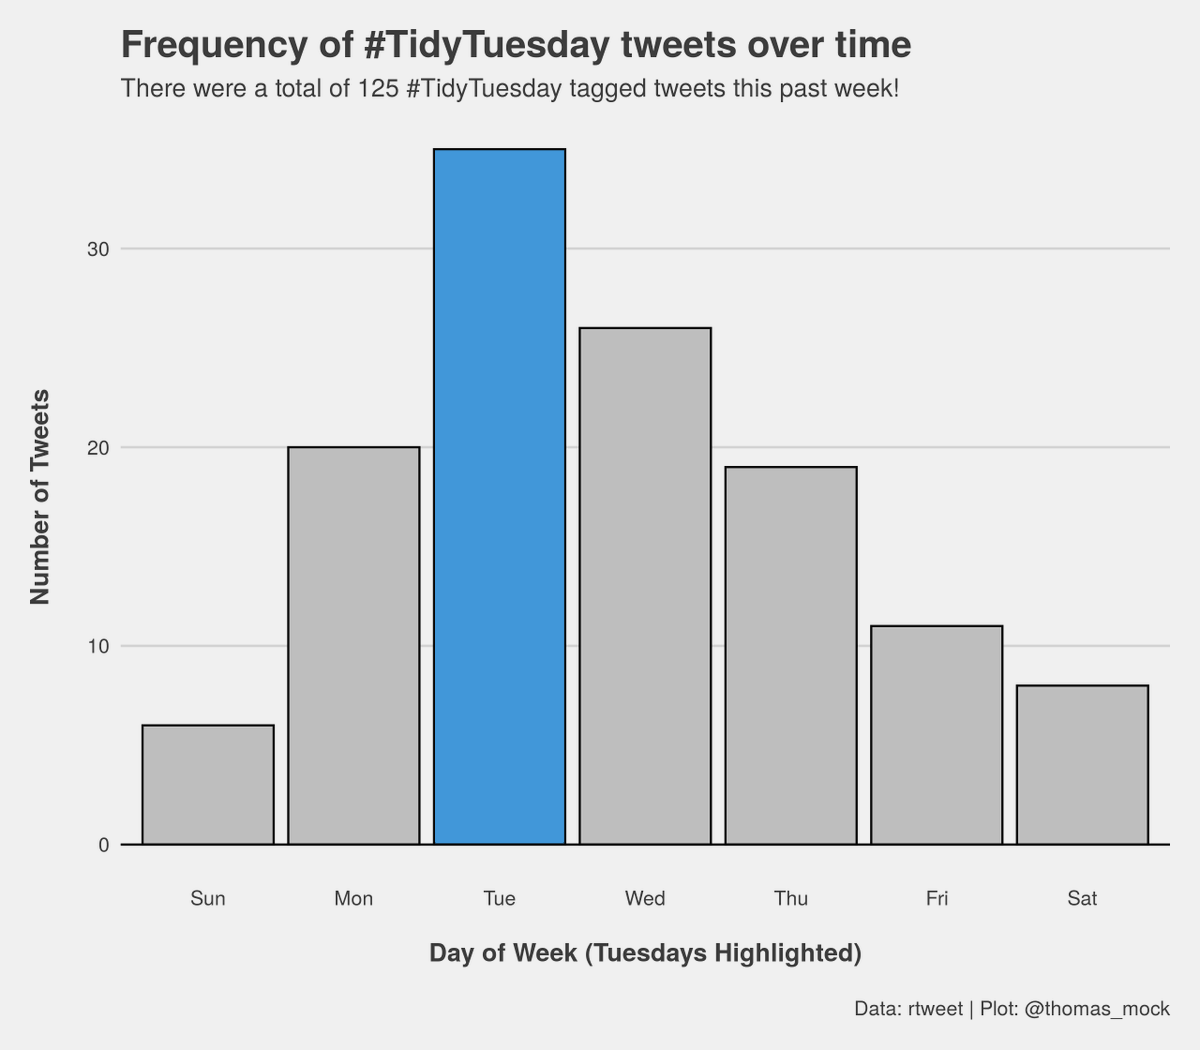 Frequency of #TidyTuesday tweets over time
There were a total of 125 #TidyTuesday tagged tweets this past week!
Number of Tweets
30
20
10
0
Sun Mon Tue Wed Thu Fri Sat
Day of Week (Tuesdays Highlighted)
Data: rtweet | Plot: @thomas_mock